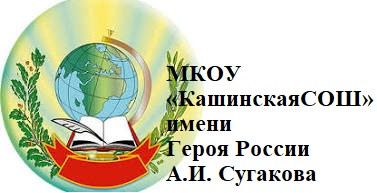 МКОУ
«КашинскаяСОШ»
имени
Героя России
А.И. Сугакова